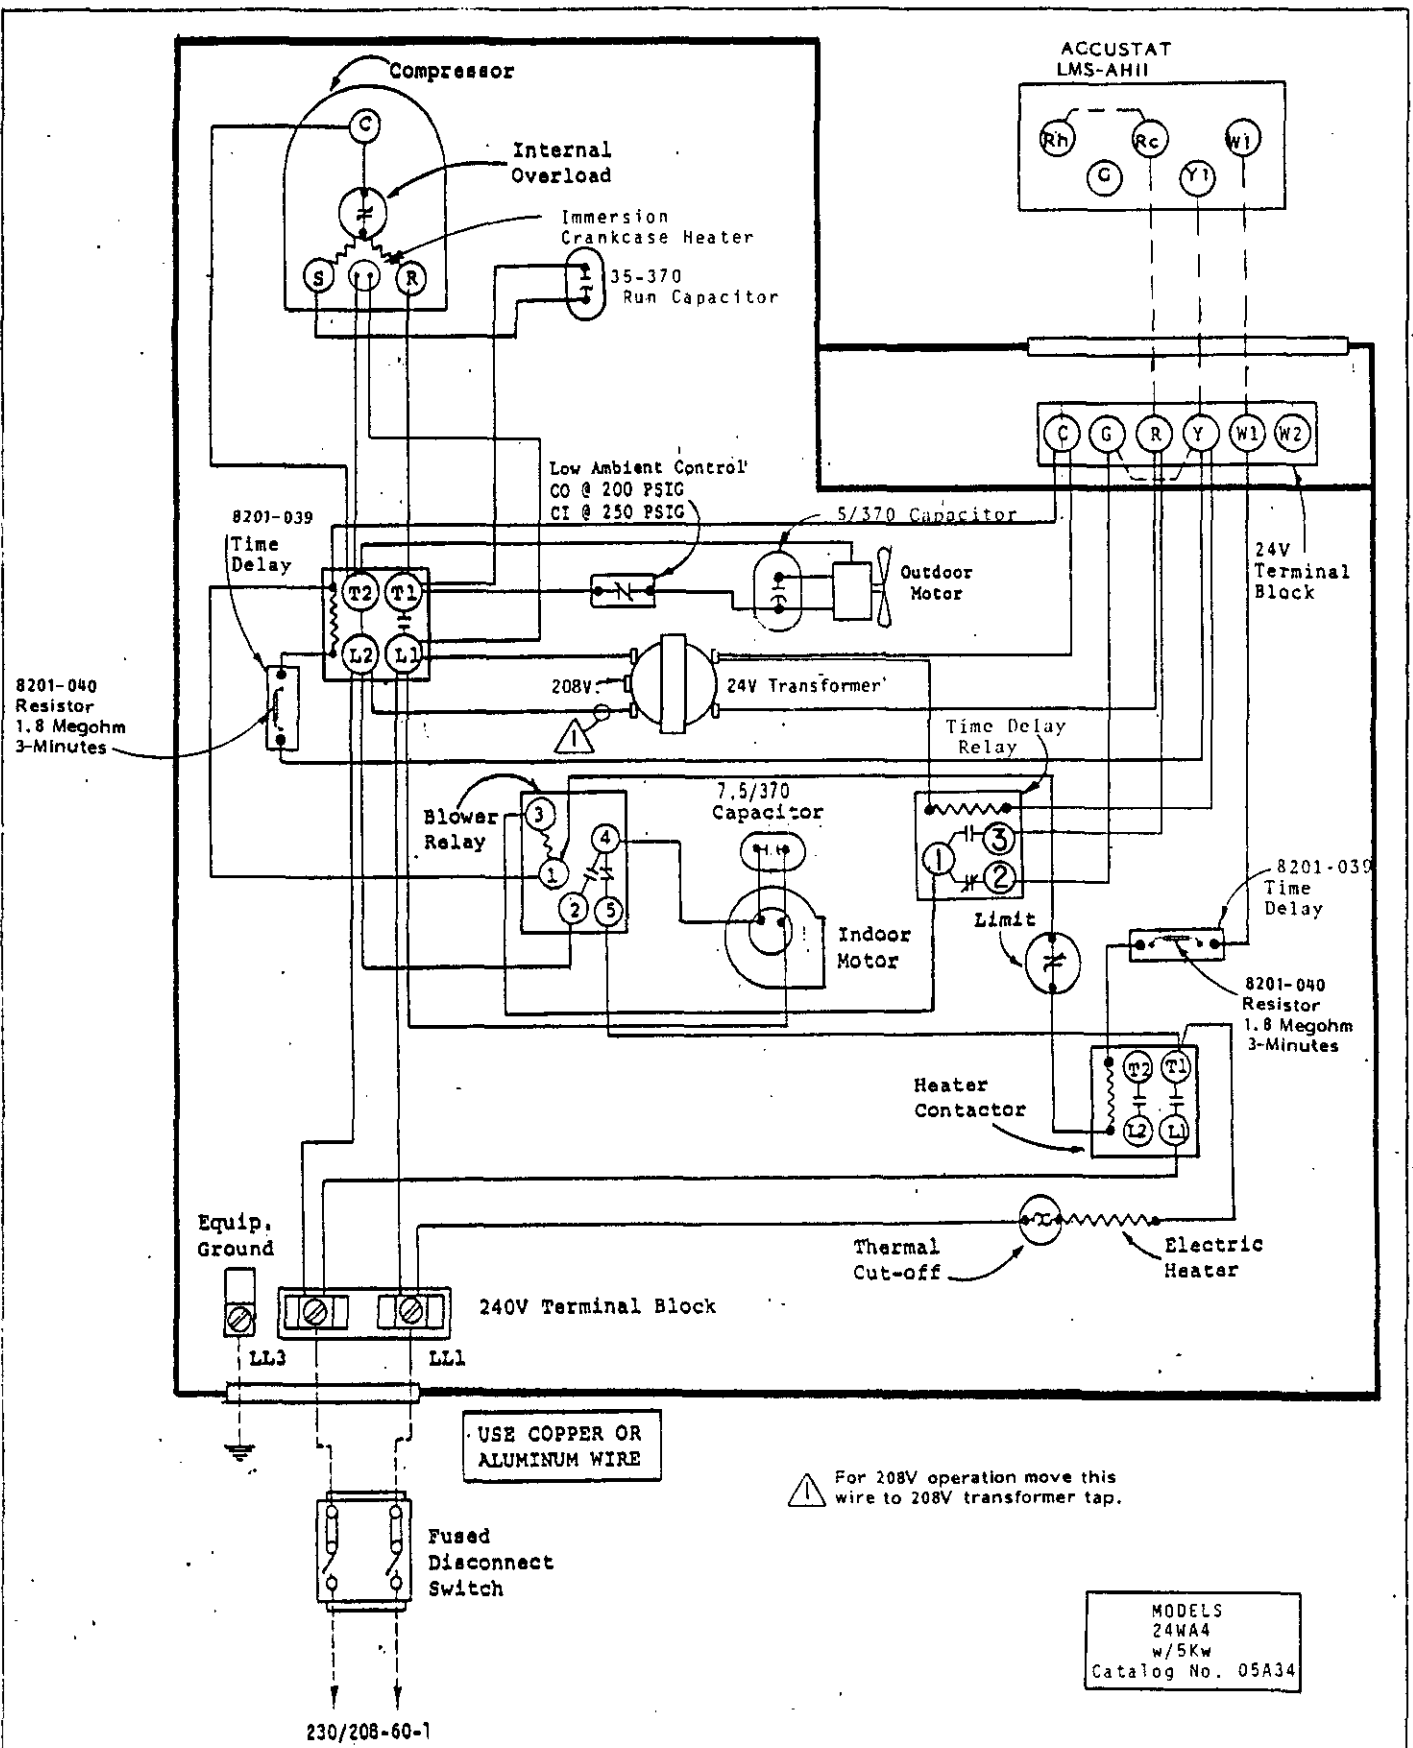 ACCUSTAT
LMS-AH11
Compressor
C
Rh
Rc
W1
G
Y1
Internal
Overload
Immersion
Crankcase Heater
S
R
35-370
Run Capacitor
C
G
R
Y
W1
W2
Low Ambient Control
CO @ 200 PSIG
CI @ 250 PSIG
8201-039
Time
Delay
5/370 Capacitor
24V
Terminal
Block
T2
T1
Outdoor
Motor
L2
L1
8201-040
Resistor
1.8 Megohm
3-Minutes
208V
24V Transformer
1
Time Delay
Relay
Blower
Relay
3
4
1
2
5
7.5/370
Capacitor
3
1
2
8201-039
Time
Delay
Limit
Indoor
Motor
8201-040
Resistor
1.8 Megohm
3-Minutes
T2
T1
L2
L1
Heater
Contactor
Equip.
Ground
Thermal
Cut-off
Electric
Heater
240V Terminal Block
LL3
LL1
USE COPPER OR
ALUMINUM WIRE
1
For 208V operation move this
wire to 208V transformer tap.
Fused
Disconnect
Switch
MODELS
24WA4
w/5Kw
Catalog No. 05A34
230/208-60-1